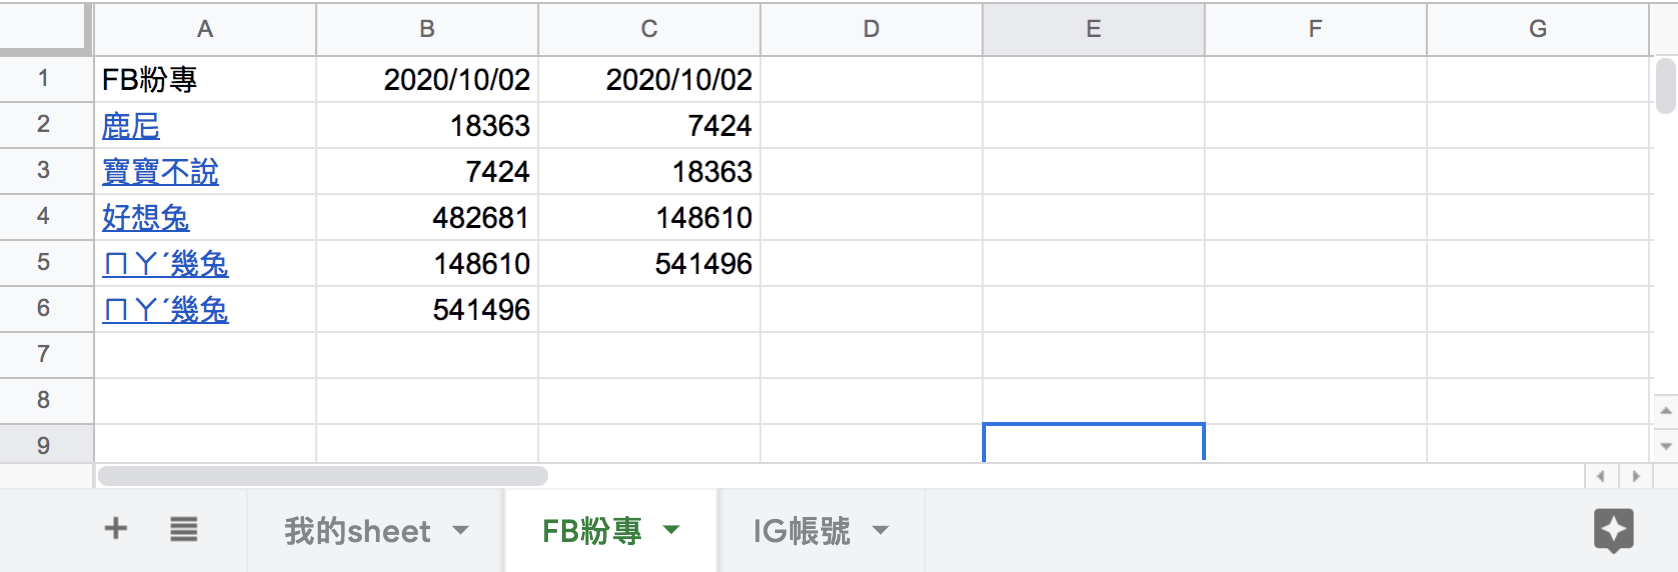 A B C D E F G
1 FB粉專 2020/10/02 2020/10/02
2 鹿尼 18363 7424
3 寶寶不說 7424 18363
4 好想兔 482681 148610
5 ㄇㄚˊ幾兔 148610 541496
6 ㄇㄚˊ幾兔 541496
7
8
9
我的sheet FB粉專 IG帳號